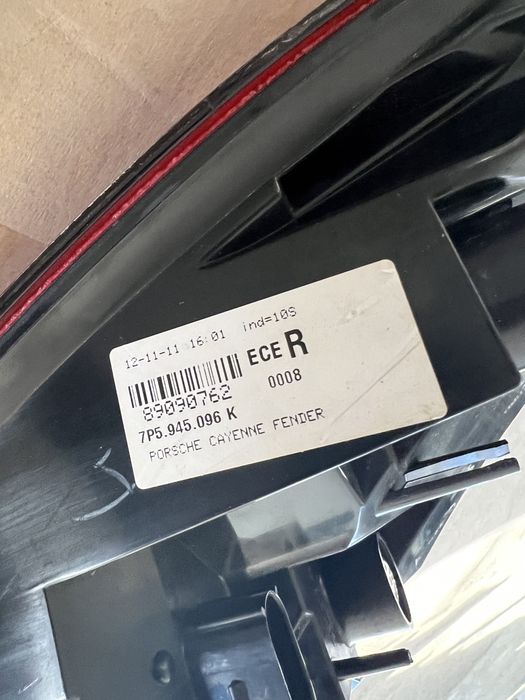 12-11-11 16:01 ind=10S
ECE R
89090762
0008
7P5.945.096 K
PORSCHE CAYENNE FENDER